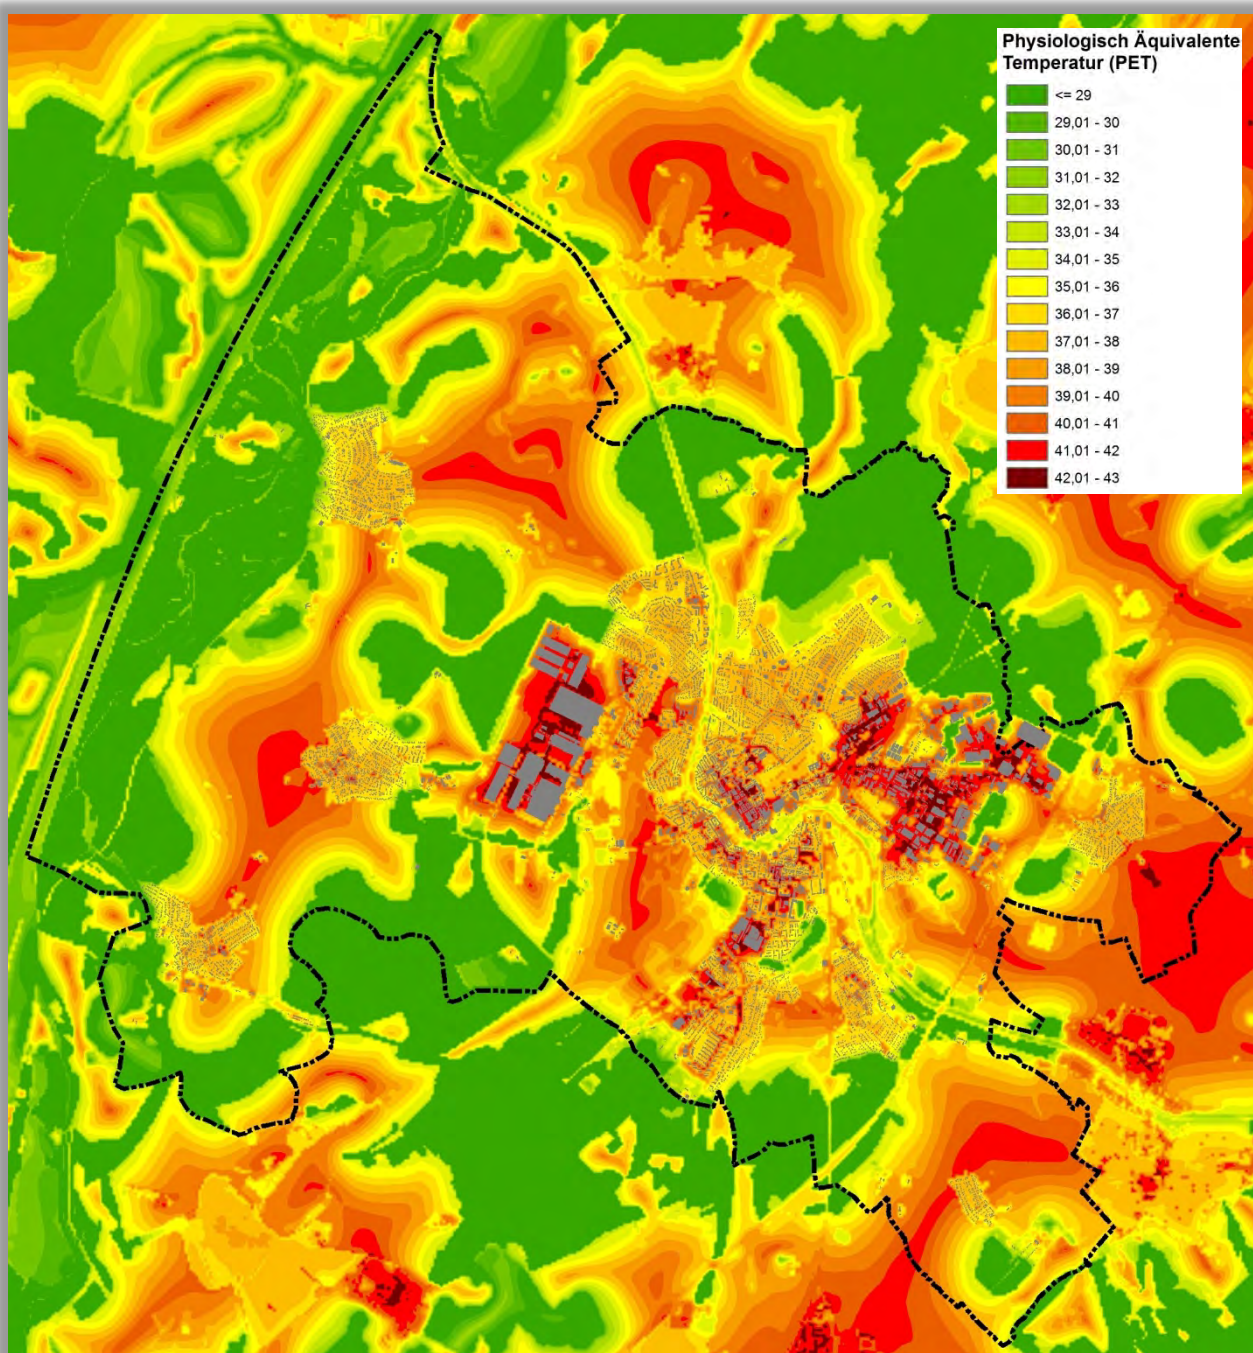 Physiologisch Äquivalente
Temperatur (PET)
<= 29
29,01 - 30
30,01 - 31
31,01 - 32
32,01 - 33
33,01 - 34
34,01 - 35
35,01 - 36
36,01 - 37
37,01 - 38
38,01 - 39
39,01 - 40
40,01 - 41
41,01 - 42
42,01 - 43